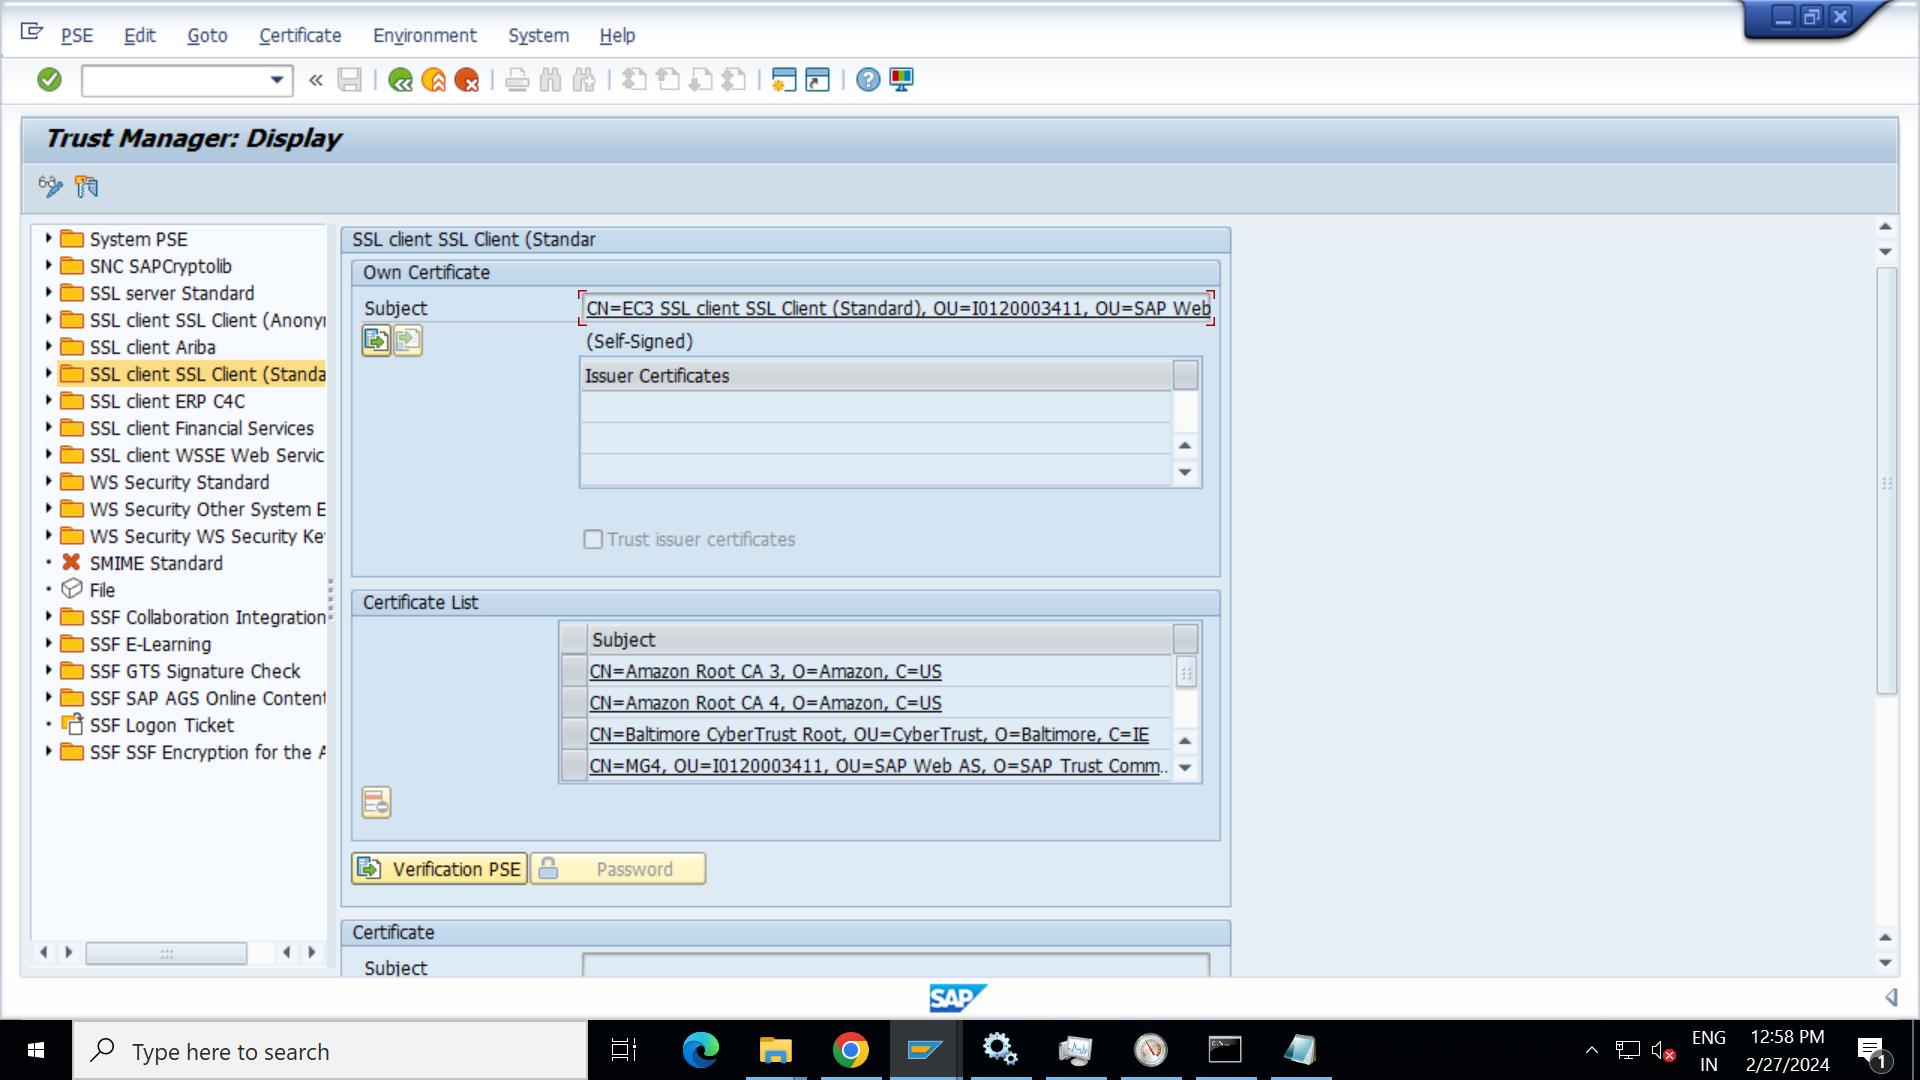 PSE Edit Goto Certificate Environment System Help
Trust Manager: Display
System PSE
SNC SAPCryptolib
SSL server Standard
SSL client SSL Client (Anony
SSL client Ariba
SSL client SSL Client (Standa
SSL client ERP C4C
SSL client Financial Services
SSL client WSSE Web Servic
WS Security Standard
WS Security Other System E
WS Security WS Security Ke
SMIME Standard
File
SSF Collaboration Integration
SSF E-Learning
SSF GTS Signature Check
SSF SAP AGS Online Content
SSF Logon Ticket
SSF SSF Encryption for the A
SSL client SSL Client (Standar
Own Certificate
Subject CN=EC3 SSL client SSL Client (Standard), OU=I0120003411, OU=SAP Web
(Self-Signed)
Issuer Certificates
Trust issuer certificates
Certificate List
Subject
CN=Amazon Root CA 3, O=Amazon, C=US
CN=Amazon Root CA 4, O=Amazon, C=US
CN=Baltimore CyberTrust Root, OU=CyberTrust, O=Baltimore, C=IE
CN=MG4, OU=I0120003411, OU=SAP Web AS, O=SAP Trust Comm..
Verification PSE Password
Certificate
Subject
SAP
Type here to search
ENG 12:58 PM
IN 2/27/2024
1